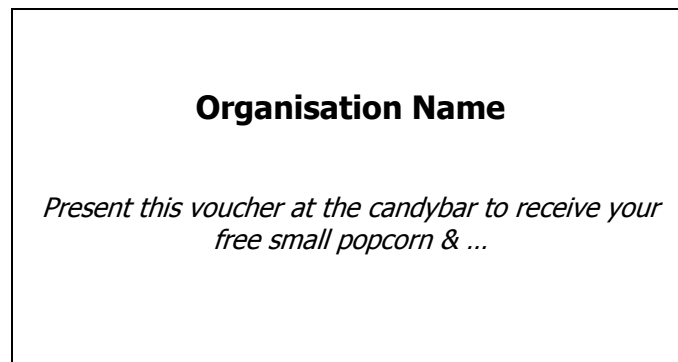 Organisation Name
Present this voucher at the candybar to receive your
free small popcorn & ...